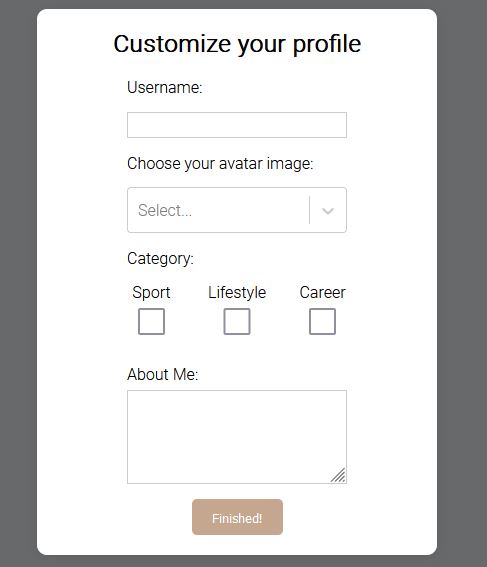 Customize your profile
Username:
Choose your avatar image:
Select...
Category:
Sport Lifestyle Career
About Me:
Finished!